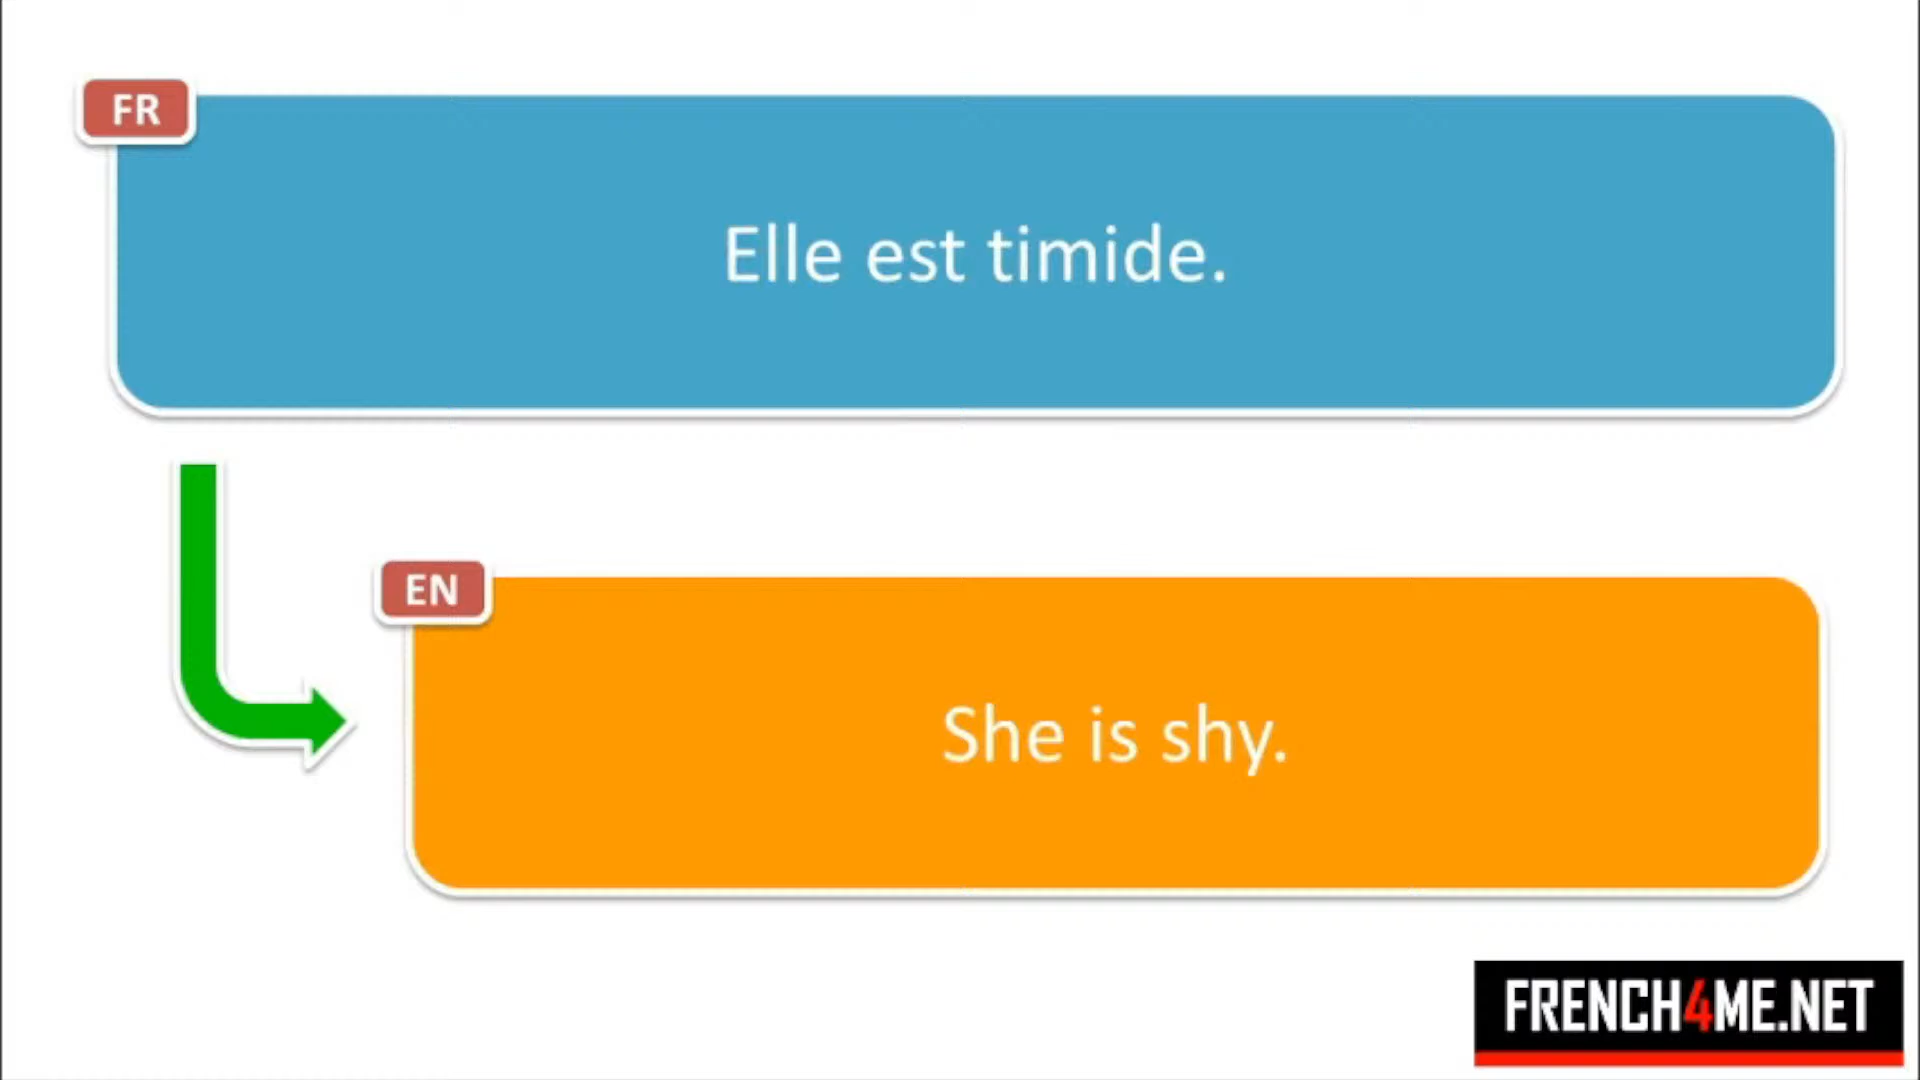 FR
Elle est timide.
EN
She is shy.
FRENCH4ME.NET